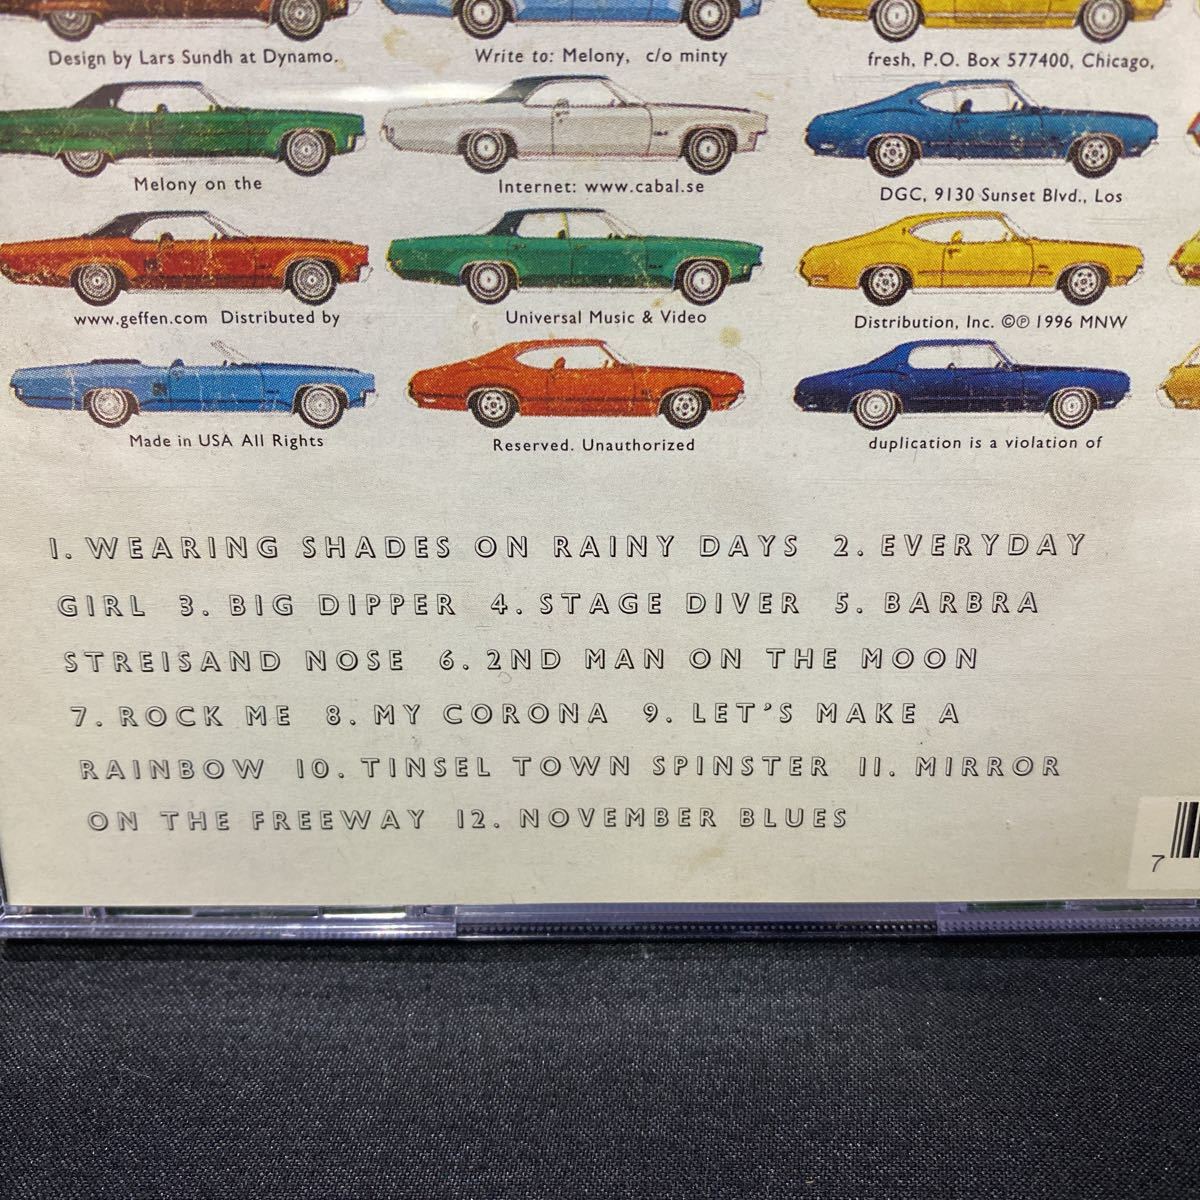 Design by Lars Sundh at Dynamo. Write to: Melony, c/o minty fresh, P.O. Box 577400, Chicago,
Melony on the Internet: www.cabal.se DGC, 9130 Sunset Blvd., Los
www.geffen.com Distributed by Universal Music & Video Distribution, Inc. ©℗ 1996 MNW
Made in USA All Rights Reserved. Unauthorized duplication is a violation of
1. WEARING SHADES ON RAINY DAYS 2. EVERYDAY
GIRL 3. BIG DIPPER 4. STAGE DIVER 5. BARBRA
STREISAND NOSE 6. 2ND MAN ON THE MOON
7. ROCK ME 8. MY CORONA 9. LET'S MAKE A
RAINBOW 10. TINSEL TOWN SPINSTER 11. MIRROR
ON THE FREEWAY 12. NOVEMBER BLUES
7